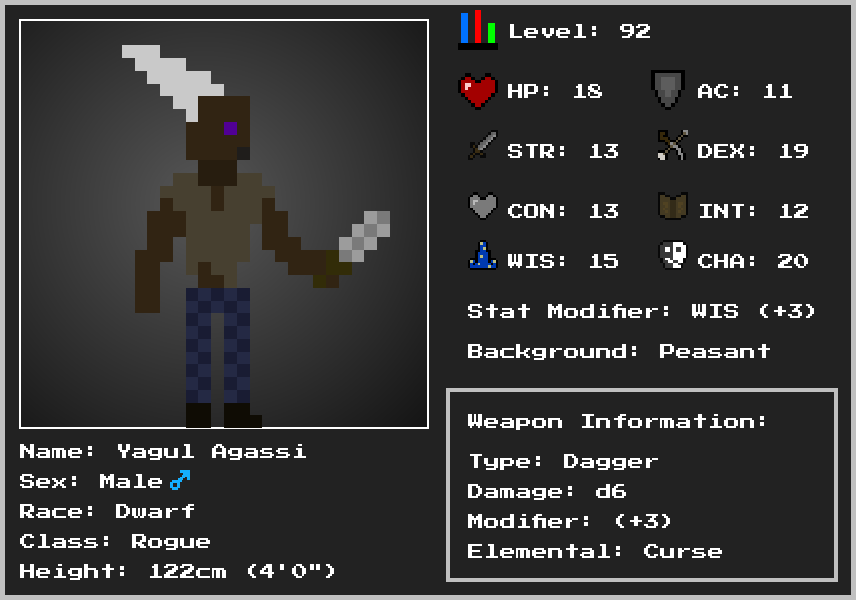 Level: 92
HP: 18
AC: 11
STR: 13
DEX: 19
CON: 13
INT: 12
WIS: 15
CHA: 20
Stat Modifier: WIS (+3)
Background: Peasant
Weapon Information:
Type: Dagger
Damage: d6
Modifier: (+3)
Elemental: Curse
Name: Yagul Agassi
Sex: Male ♂
Race: Dwarf
Class: Rogue
Height: 122cm (4'0")